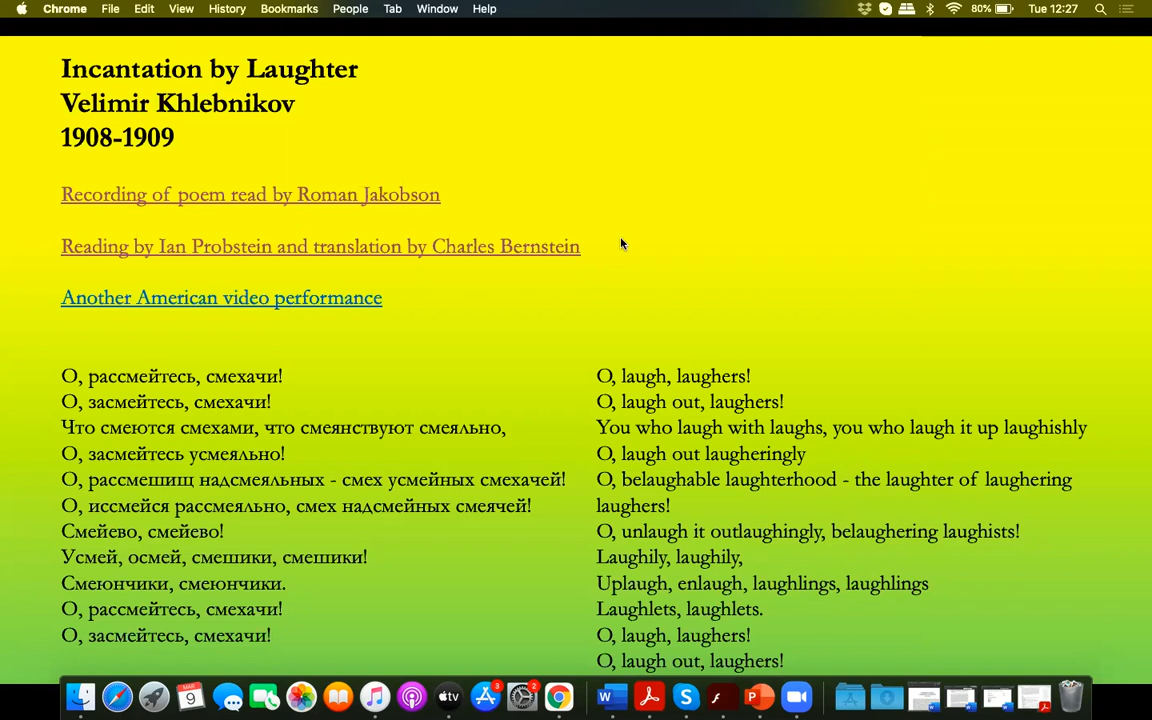 Chrome File Edit View History Bookmarks People Tab Window Help 80% Tue 12:27
Incantation by Laughter
Velimir Khlebnikov
1908-1909
Recording of poem read by Roman Jakobson
Reading by Ian Probstein and translation by Charles Bernstein
Another American video performance
О, рассмейтесь, смехачи!
О, засмейтесь, смехачи!
Что смеются смехами, что смеянствуют смеяльно,
О, засмейтесь усмеяльно!
О, рассмешищ надсмеяльных - смех усмейных смехачей!
О, иссмейся рассмеяльно, смех надсмейных смеячей!
Смейево, смейево!
Усмей, осмей, смешики, смешики!
Смеюнчики, смеюнчики.
О, рассмейтесь, смехачи!
О, засмейтесь, смехачи!
O, laugh, laughers!
O, laugh out, laughers!
You who laugh with laughs, you who laugh it up laughishly
O, laugh out laugheringly
O, belaughable laughterhood - the laughter of laughering
laughers!
O, unlaugh it outlaughingly, belaughering laughists!
Laughily, laughily,
Uplaugh, enlaugh, laughlings, laughlings
Laughlets, laughlets.
O, laugh, laughers!
O, laugh out, laughers!
MAR
9
tv
3
2
W
P